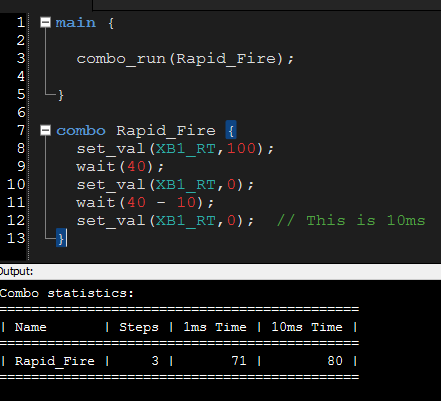 1 main {
2
3 combo_run(Rapid_Fire);
4
5 }
6
7 combo Rapid_Fire {
8 set_val(XB1_RT,100);
9 wait(40);
10 set_val(XB1_RT,0);
11 wait(40 - 10);
12 set_val(XB1_RT,0);  // This is 10ms
13 }
Output:
Combo statistics:
==============================================
| Name       | Steps | 1ms Time | 10ms Time |
==============================================
| Rapid_Fire |     3 |       71 |        80 |
==============================================